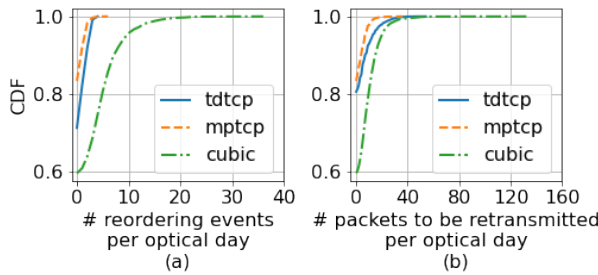 CDF
1.0
0.8
0.6
tdtcp
mptcp
cubic
0 10 20 30 40
# reordering events
per optical day
(a)
1.0
0.8
0.6
tdtcp
mptcp
cubic
0 40 80 120 160
# packets to be retransmitted
per optical day
(b)